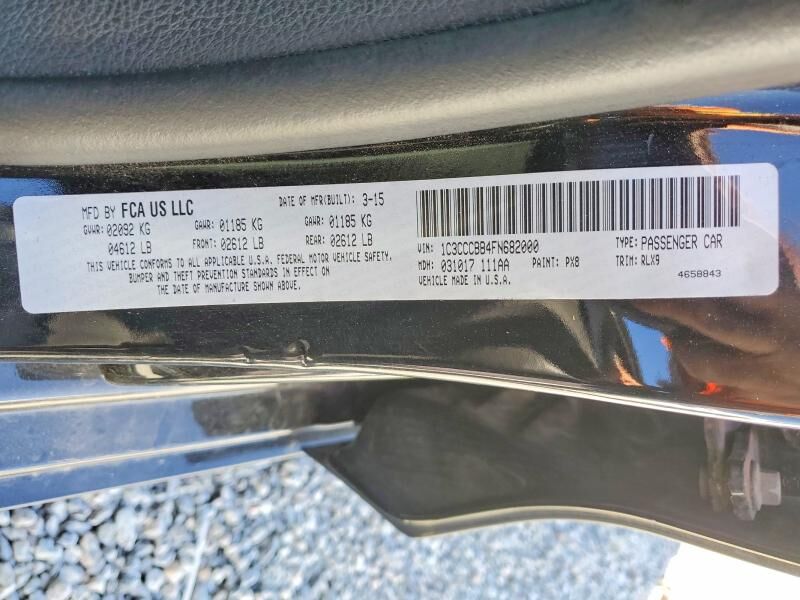 MFD BY FCA US LLC
DATE OF MFR(BUILT): 3-15
GVWR: 02092 KG GAWR: 01185 KG GAWR: 01185 KG
04612 LB FRONT: 02612 LB REAR: 02612 LB
THIS VEHICLE CONFORMS TO ALL APPLICABLE U.S.A. FEDERAL MOTOR VEHICLE SAFETY,
BUMPER AND THEFT PREVENTION STANDARDS IN EFFECT ON
THE DATE OF MANUFACTURE SHOWN ABOVE.
VIN: 1C3CCCBB4FN682000 TYPE: PASSENGER CAR
MDH: 031017 111AA PAINT: PX8 TRIM: RLX9
VEHICLE MADE IN U.S.A.
4658843